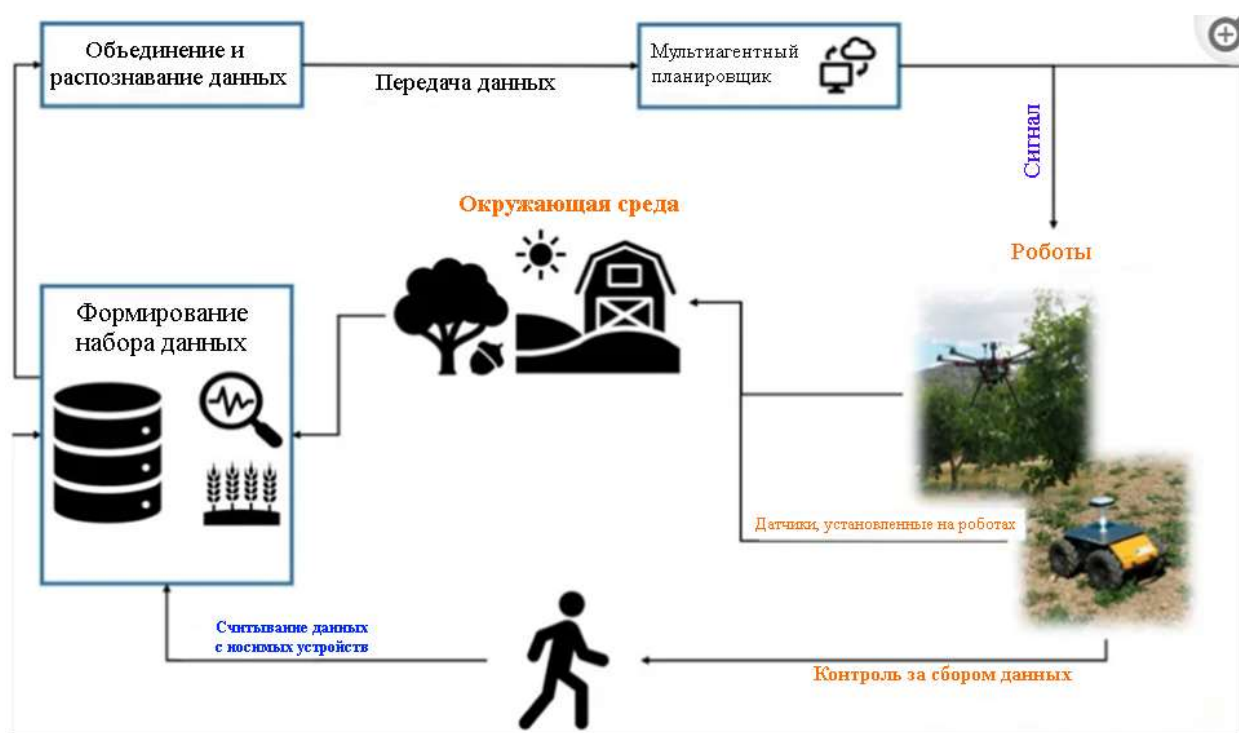 Объединение и
распознавание данных
Передача данных
Мультиагентный
планировщик
Сигнал
Окружающая среда
Роботы
Формирование
набора данных
Датчики, установленные на роботах
Считывание данных
с носимых устройств
Контроль за сбором данных